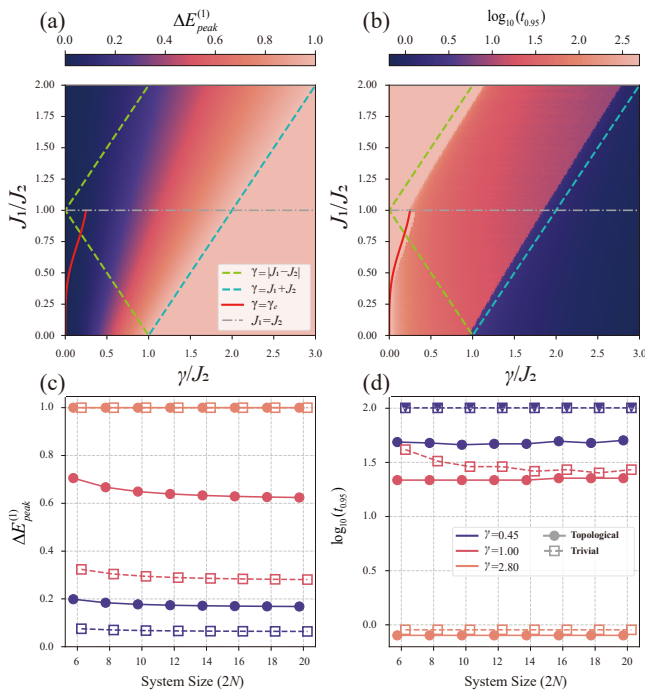 (a)
ΔE_peak^(1)
0.0 0.2 0.4 0.6 0.8 1.0
J₁/J₂
2.00
1.75
1.50
1.25
1.00
0.75
0.50
0.25
0.00
γ=|J₁−J₂|
γ=J₁+J₂
γ=γ_e
J₁=J₂
0.0 0.5 1.0 1.5 2.0 2.5 3.0
γ/J₂
(b)
log₁₀(t₀.₉₅)
0.0 0.5 1.0 1.5 2.0 2.5
J₁/J₂
2.00
1.75
1.50
1.25
1.00
0.75
0.50
0.25
0.00
0.0 0.5 1.0 1.5 2.0 2.5 3.0
γ/J₂
(c)
ΔE_peak^(1)
1.0
0.8
0.6
0.4
0.2
0.0
6 8 10 12 14 16 18 20
System Size (2N)
(d)
log₁₀(t₀.₉₅)
2.0
1.5
1.0
0.5
0.0
γ=0.45 Topological
γ=1.00 Trivial
γ=2.80
6 8 10 12 14 16 18 20
System Size (2N)